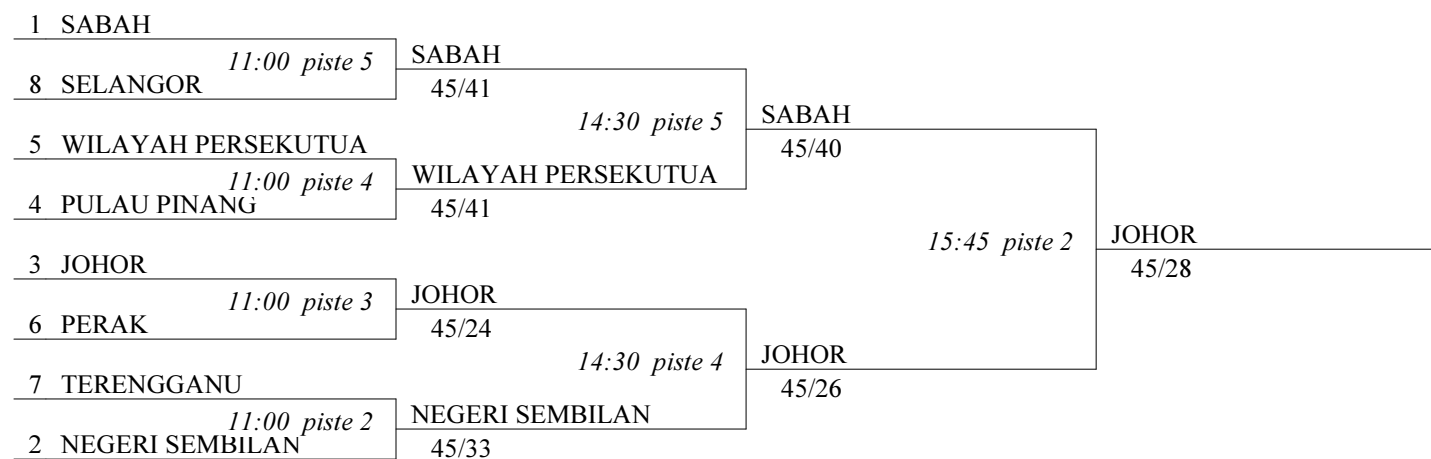 1 SABAH
11:00 piste 5
SABAH
8 SELANGOR
45/41
14:30 piste 5
SABAH
5 WILAYAH PERSEKUTUA
45/40
11:00 piste 4
WILAYAH PERSEKUTUA
4 PULAU PINANG
45/41
15:45 piste 2
JOHOR
3 JOHOR
45/28
11:00 piste 3
JOHOR
6 PERAK
45/24
14:30 piste 4
JOHOR
7 TERENGGANU
45/26
11:00 piste 2
NEGERI SEMBILAN
2 NEGERI SEMBILAN
45/33